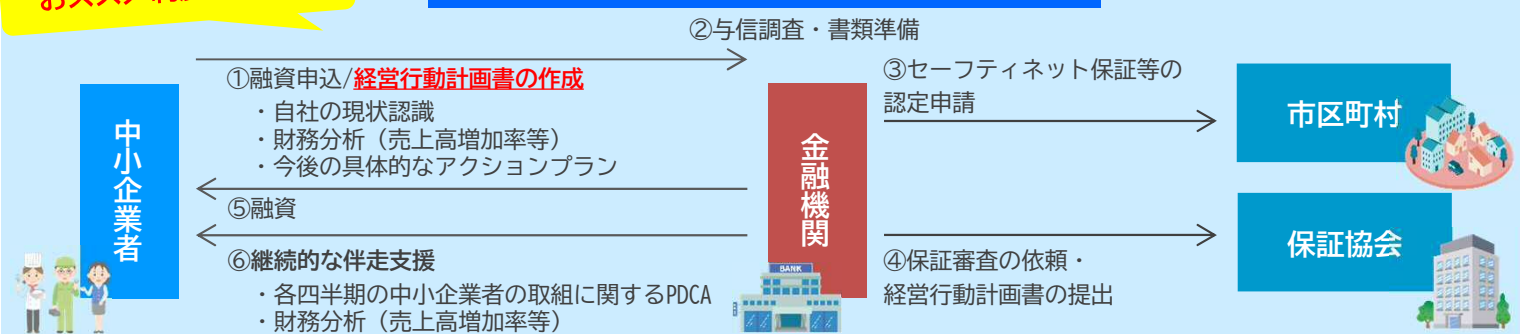 ②与信調査・書類準備
①融資申込/経営行動計画書の作成
・自社の現状認識
・財務分析（売上高増加率等）
・今後の具体的なアクションプラン
⑤融資
⑥継続的な伴走支援
・各四半期の中小企業者の取組に関するPDCA
・財務分析（売上高増加率等）
中小企業者
金融機関
BANK
③セーフティネット保証等の
認定申請
④保証審査の依頼・
経営行動計画書の提出
市区町村
保証協会